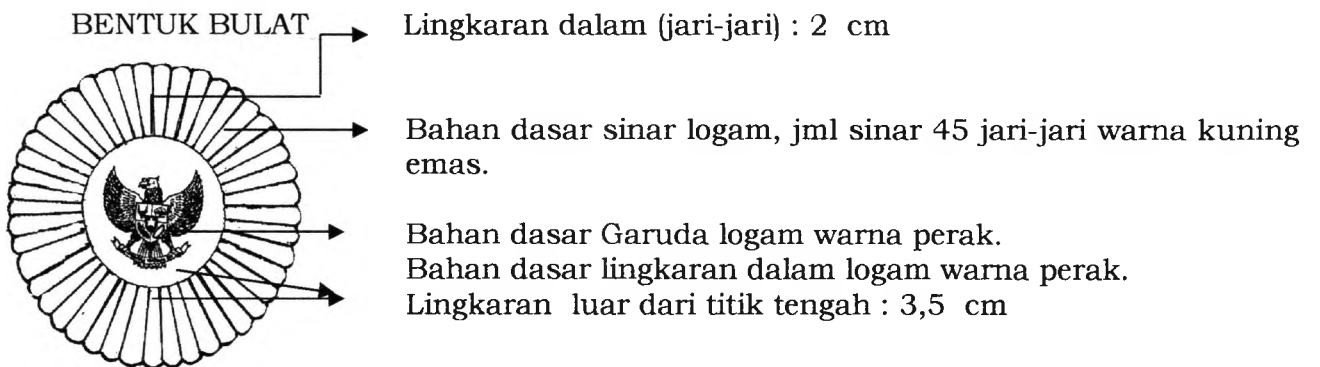 BENTUK BULAT
Lingkaran dalam (jari-jari) : 2 cm
Bahan dasar sinar logam, jml sinar 45 jari-jari warna kuning
emas.
Bahan dasar Garuda logam warna perak.
Bahan dasar lingkaran dalam logam warna perak.
Lingkaran luar dari titik tengah : 3,5 cm